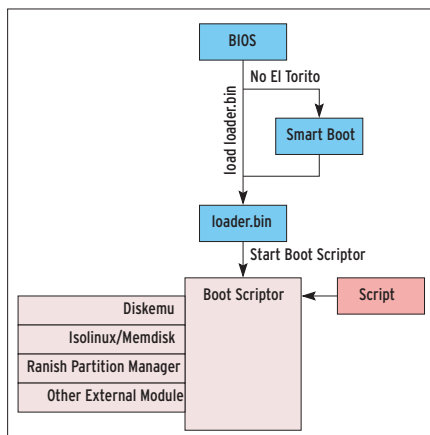 BIOS
No El Torito
load loader.bin
Smart Boot
loader.bin
Start Boot Scriptor
Boot Scriptor
Script
Diskemu
Isolinux/Memdisk
Ranish Partition Manager
Other External Module